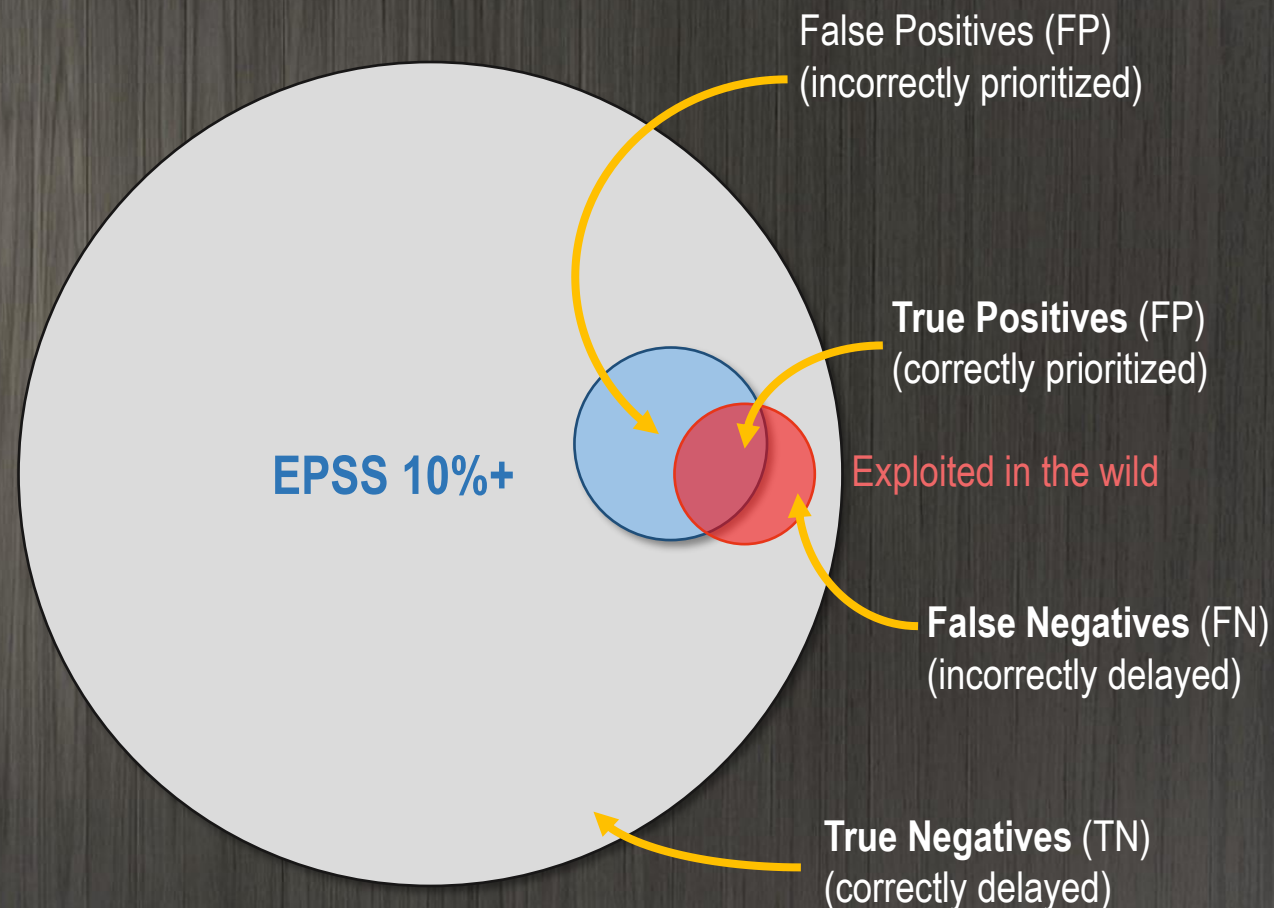 False Positives (FP)
(incorrectly prioritized)
True Positives (FP)
(correctly prioritized)
EPSS 10%+
Exploited in the wild
False Negatives (FN)
(incorrectly delayed)
True Negatives (TN)
(correctly delayed)